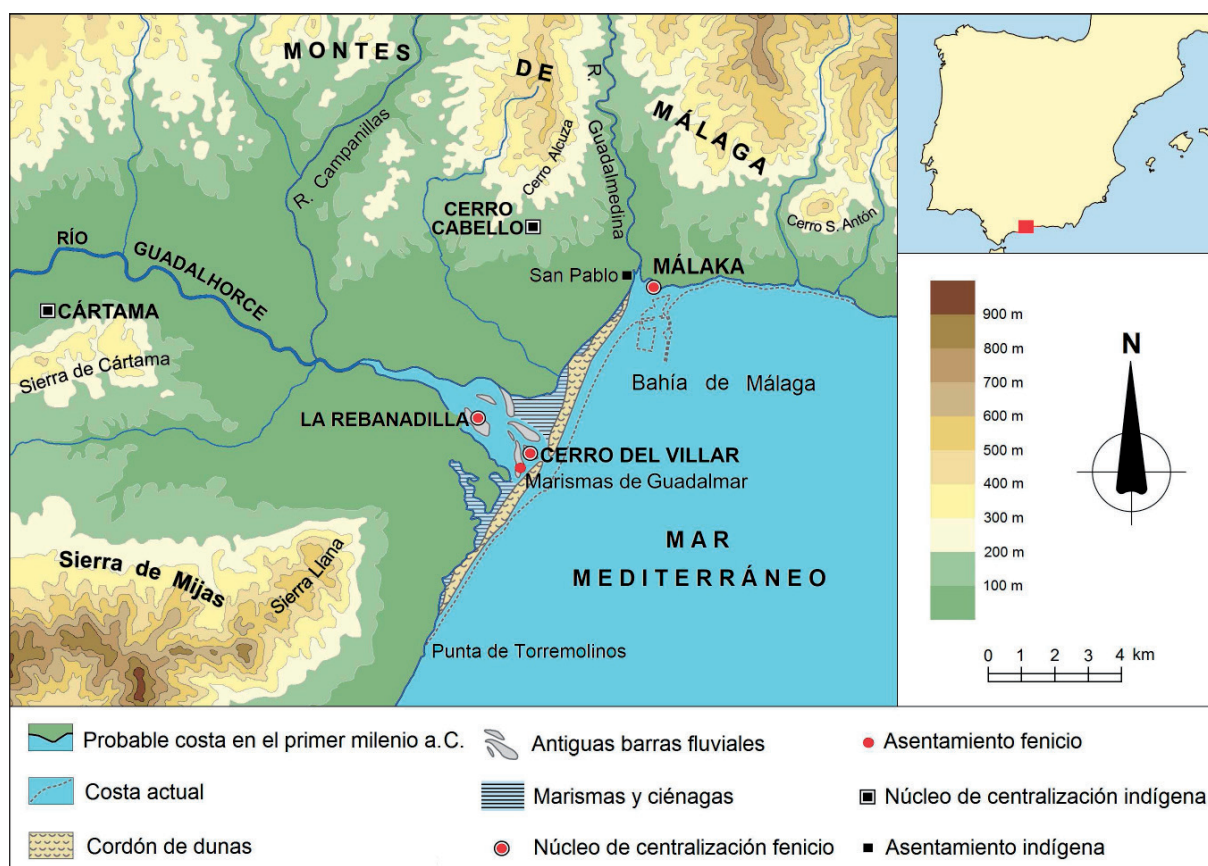 MONTES
DE
MÁLAGA
R. Guadalmedina
R. Campanillas
Cerro Alcuza
CERRO
CABELLO
Cerro S. Antón
RÍO
GUADALHORCE
San Pablo
MÁLAKA
CÁRTAMA
Sierra de Cártama
Bahía de Málaga
LA REBANADILLA
CERRO DEL VILLAR
Marismas de Guadalmar
MAR
MEDITERRÁNEO
Sierra de Mijas
Sierra Llana
Punta de Torremolinos
900 m
800 m
700 m
600 m
500 m
400 m
300 m
200 m
100 m
N
0 1 2 3 4 km
Probable costa en el primer milenio a.C.
Costa actual
Cordón de dunas
Antiguas barras fluviales
Marismas y ciénagas
Núcleo de centralización fenicio
Asentamiento fenicio
Núcleo de centralización indígena
Asentamiento indígena